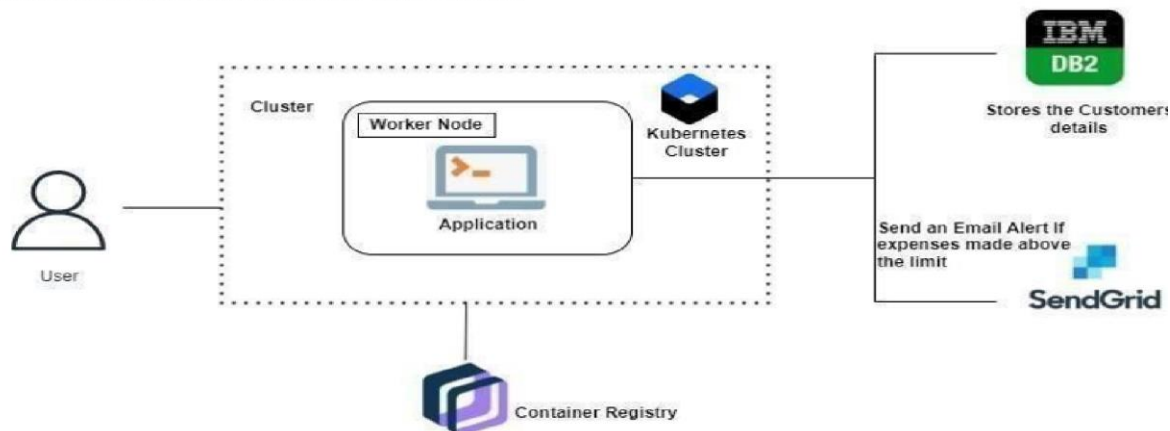 IBM
DB2
Stores the Customers
details
Cluster
Worker Node
Kubernetes
Cluster
>_
Application
User
Send an Email Alert If
expenses made above
the limit
SendGrid
Container Registry